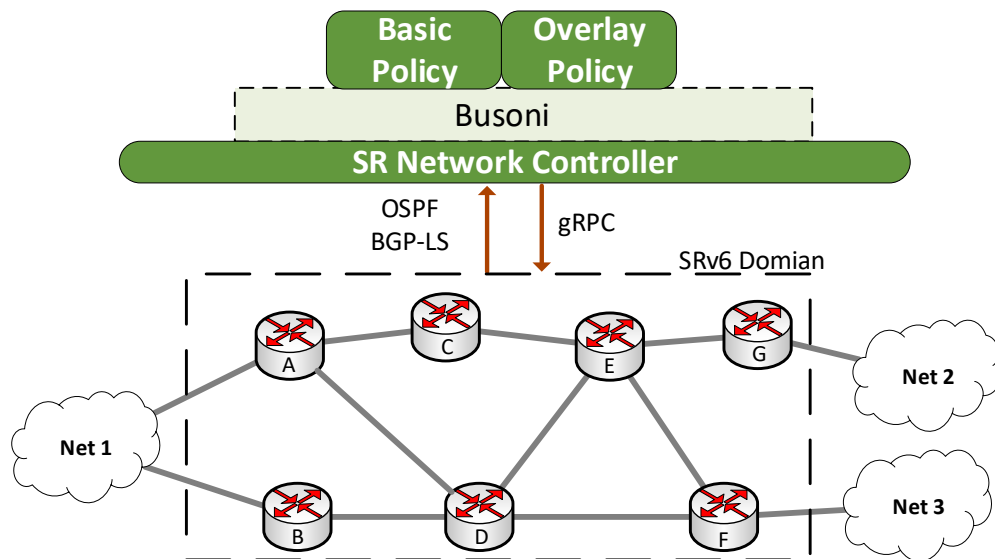 Basic
Policy
Overlay
Policy
Busoni
SR Network Controller
OSPF
BGP-LS
gRPC
SRv6 Domian
A
C
E
G
Net 1
Net 2
B
D
F
Net 3